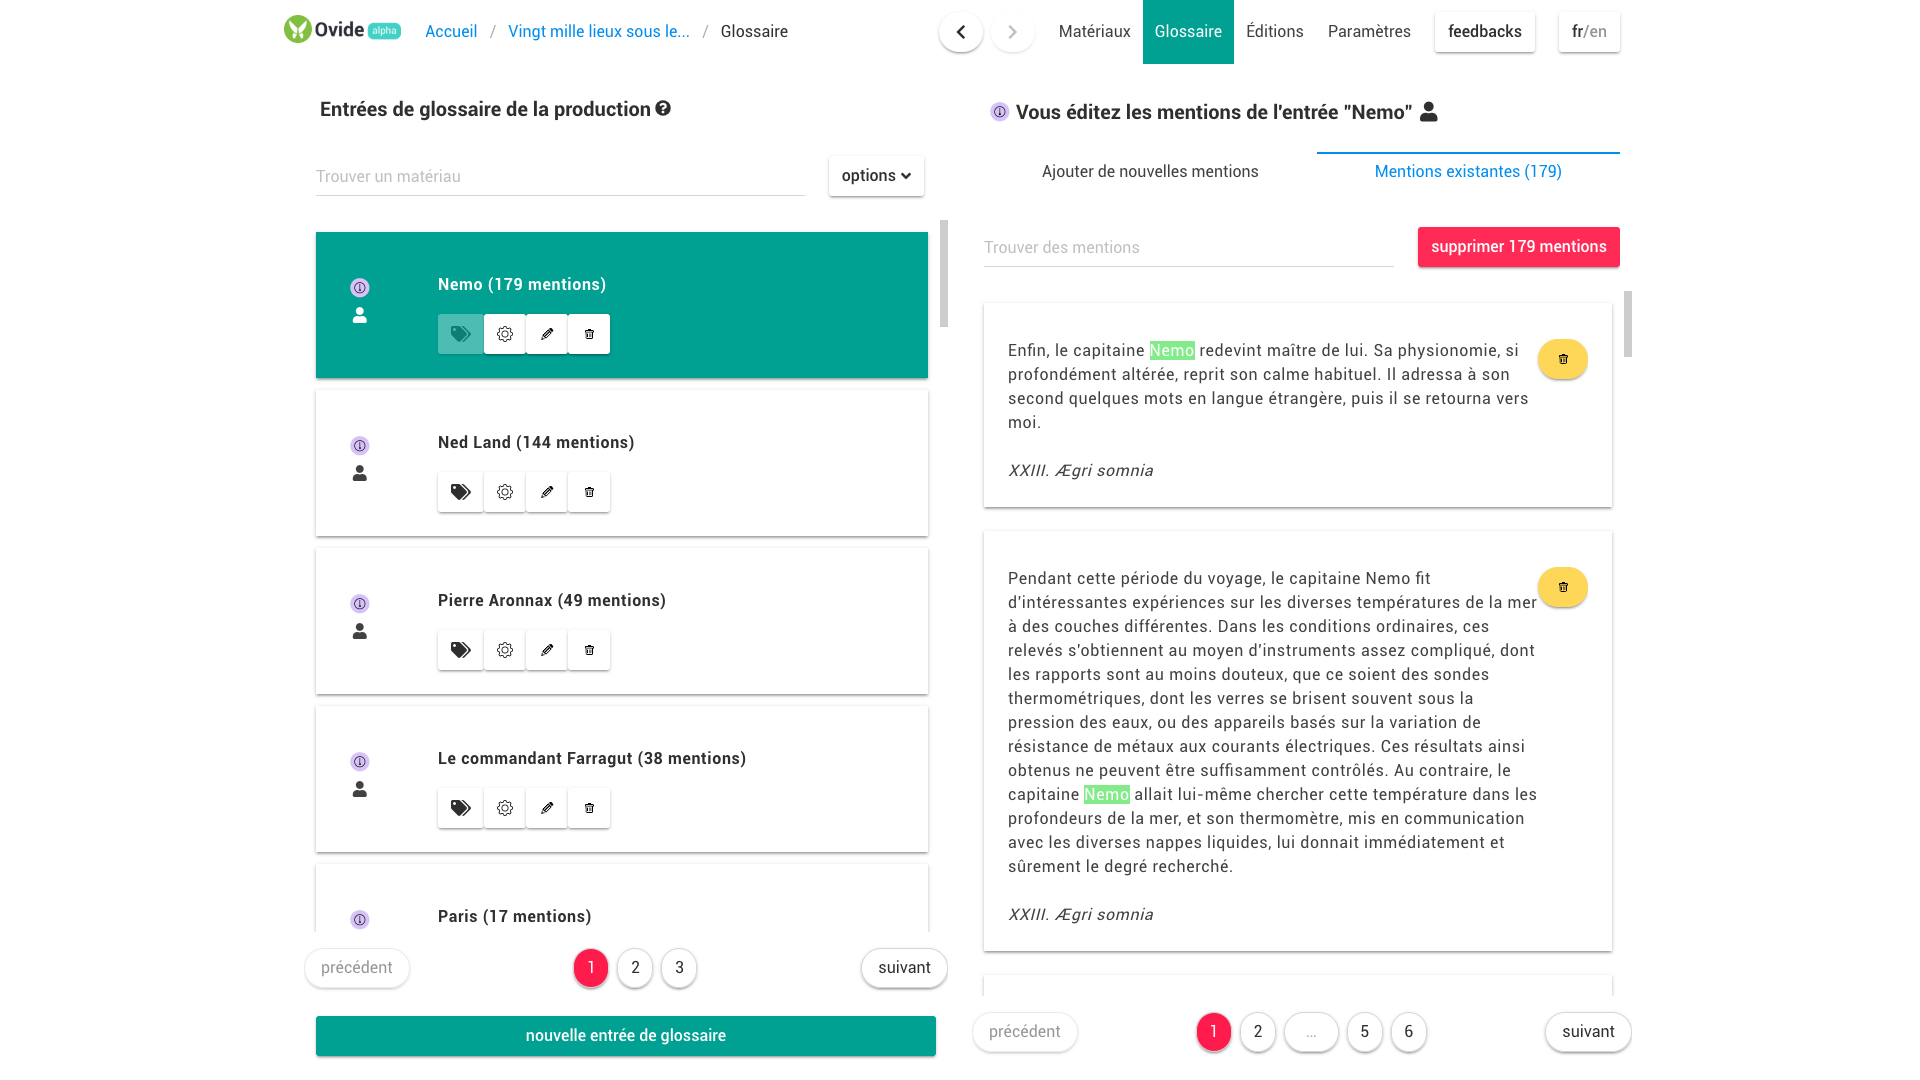 Ovide alpha
Accueil / Vingt mille lieux sous le... / Glossaire
Matériaux Glossaire Éditions Paramètres feedbacks fr/en
Entrées de glossaire de la production
Trouver un matériau
options
Nemo (179 mentions)
Ned Land (144 mentions)
Pierre Aronnax (49 mentions)
Le commandant Farragut (38 mentions)
Paris (17 mentions)
précédent 1 2 3 suivant
nouvelle entrée de glossaire
Vous éditez les mentions de l'entrée "Nemo"
Ajouter de nouvelles mentions Mentions existantes (179)
Trouver des mentions
supprimer 179 mentions
Enfin, le capitaine Nemo redevint maître de lui. Sa physionomie, si
profondément altérée, reprit son calme habituel. Il adressa à son
second quelques mots en langue étrangère, puis il se retourna vers
moi.
XXIII. Ægri somnia
Pendant cette période du voyage, le capitaine Nemo fit
d'intéressantes expériences sur les diverses températures de la mer
à des couches différentes. Dans les conditions ordinaires, ces
relevés s'obtiennent au moyen d'instruments assez compliqué, dont
les rapports sont au moins douteux, que ce soient des sondes
thermométriques, dont les verres se brisent souvent sous la
pression des eaux, ou des appareils basés sur la variation de
résistance de métaux aux courants électriques. Ces résultats ainsi
obtenus ne peuvent être suffisamment contrôlés. Au contraire, le
capitaine Nemo allait lui-même chercher cette température dans les
profondeurs de la mer, et son thermomètre, mis en communication
avec les diverses nappes liquides, lui donnait immédiatement et
sûrement le degré recherché.
XXIII. Ægri somnia
précédent 1 2 ... 5 6 suivant